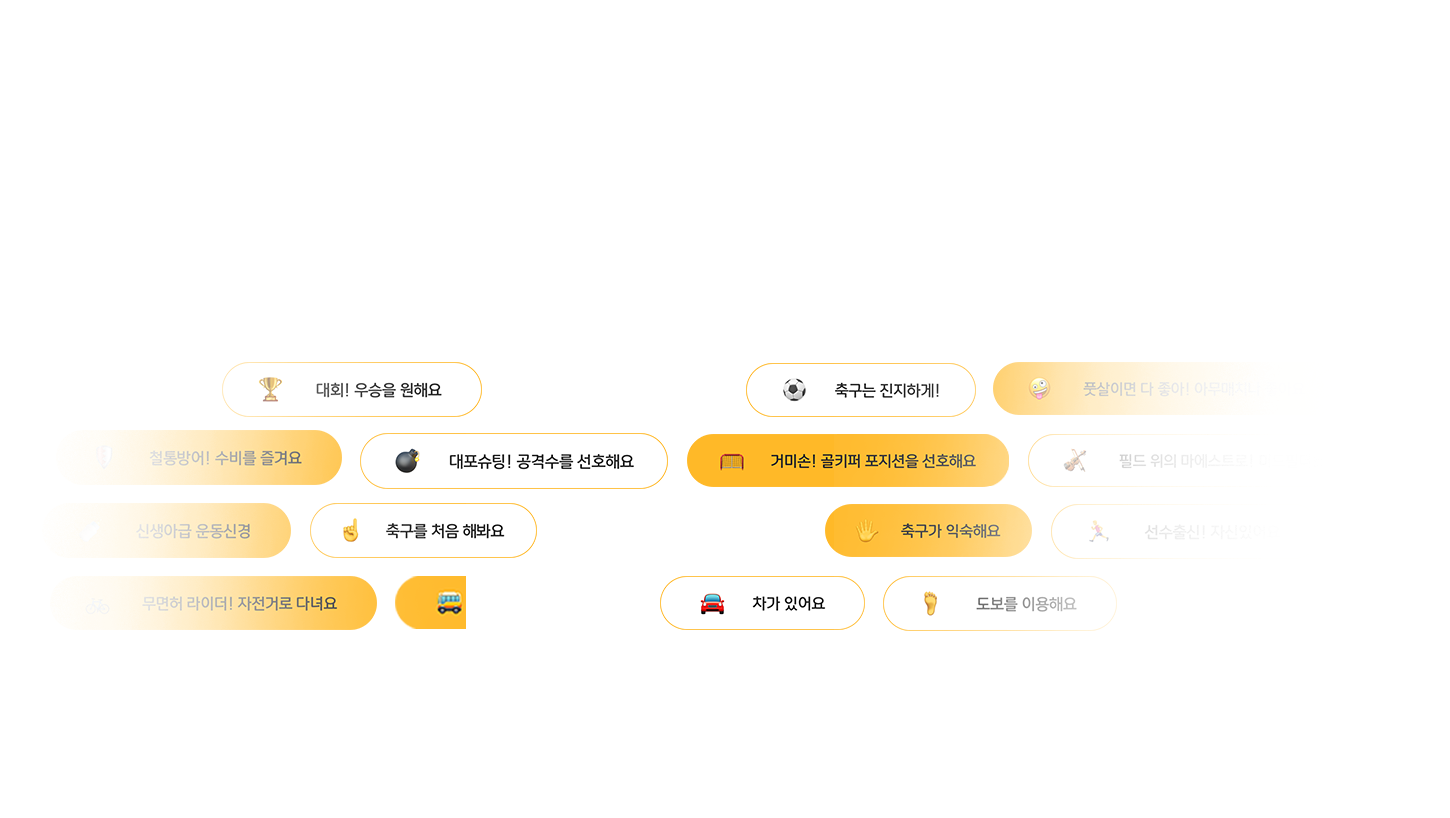 대회! 우승을 원해요
축구는 진지하게!
풋살이면 다 좋아! 아무때
철통방어! 수비를 즐겨요
대포슈팅! 공격수를 선호해요
거미손! 골키퍼 포지션을 선호해요
필드 위의 마에스트로!
신생아급 운동신경
축구를 처음 해봐요
축구가 익숙해요
선수출신!
무면허 라이더! 자전거로 다녀요
차가 있어요
도보를 이용해요